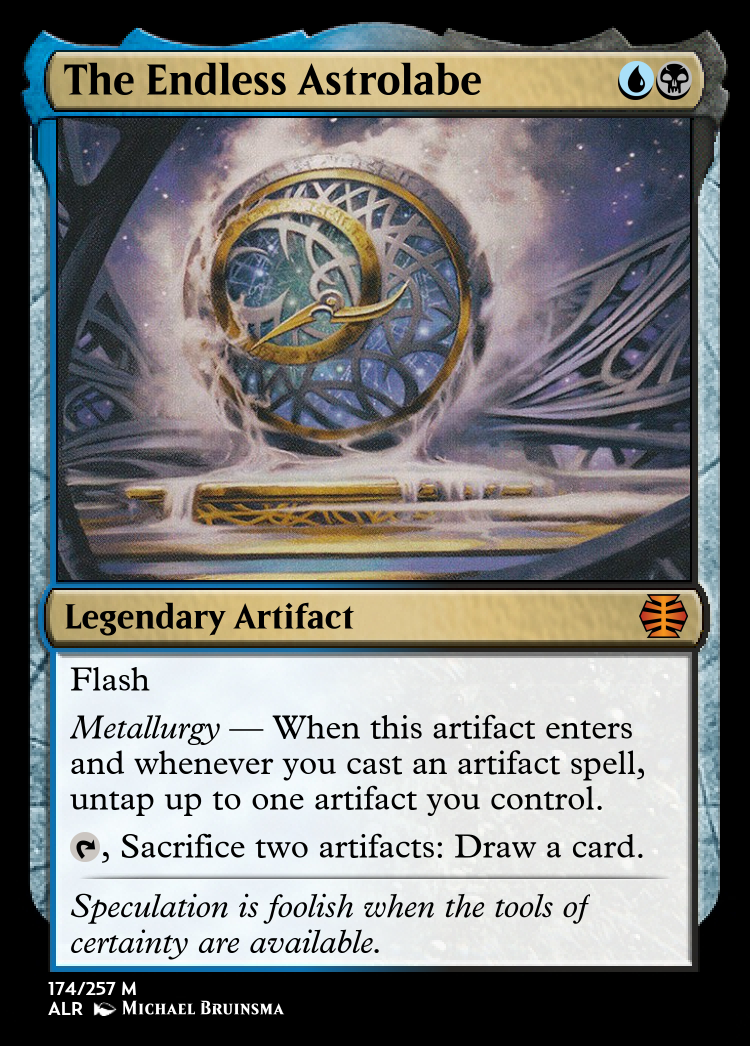 The Endless Astrolabe
Legendary Artifact
Flash
Metallurgy — When this artifact enters
and whenever you cast an artifact spell,
untap up to one artifact you control.
, Sacrifice two artifacts: Draw a card.
Speculation is foolish when the tools of
certainty are available.
174/257 M
ALR Michael Bruinsma